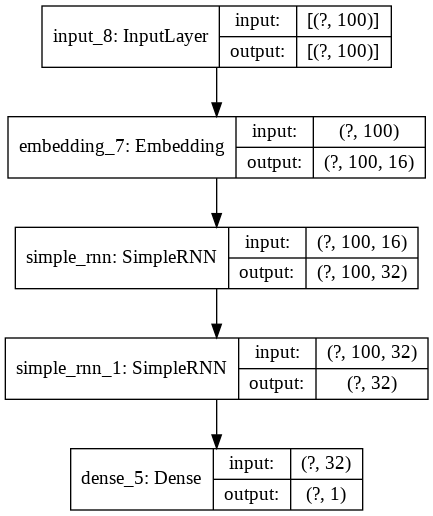 input_8: InputLayer
input: [(?, 100)]
output: [(?, 100)]
embedding_7: Embedding
input: (?, 100)
output: (?, 100, 16)
simple_rnn: SimpleRNN
input: (?, 100, 16)
output: (?, 100, 32)
simple_rnn_1: SimpleRNN
input: (?, 100, 32)
output: (?, 32)
dense_5: Dense
input: (?, 32)
output: (?, 1)